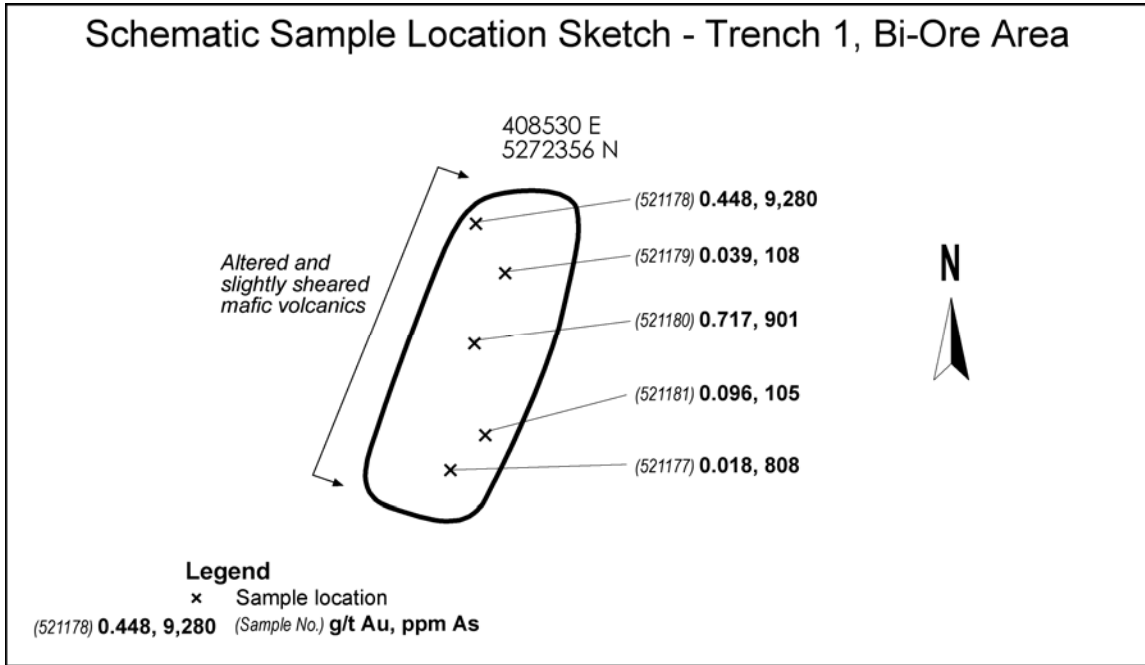 Schematic Sample Location Sketch - Trench 1, Bi-Ore Area
408530 E
5272356 N
(521178) 0.448, 9,280
(521179) 0.039, 108
(521180) 0.717, 901
(521181) 0.096, 105
(521177) 0.018, 808
Altered and
slightly sheared
mafic volcanics
N
Legend
× Sample location
(521178) 0.448, 9,280 (Sample No.) g/t Au, ppm As